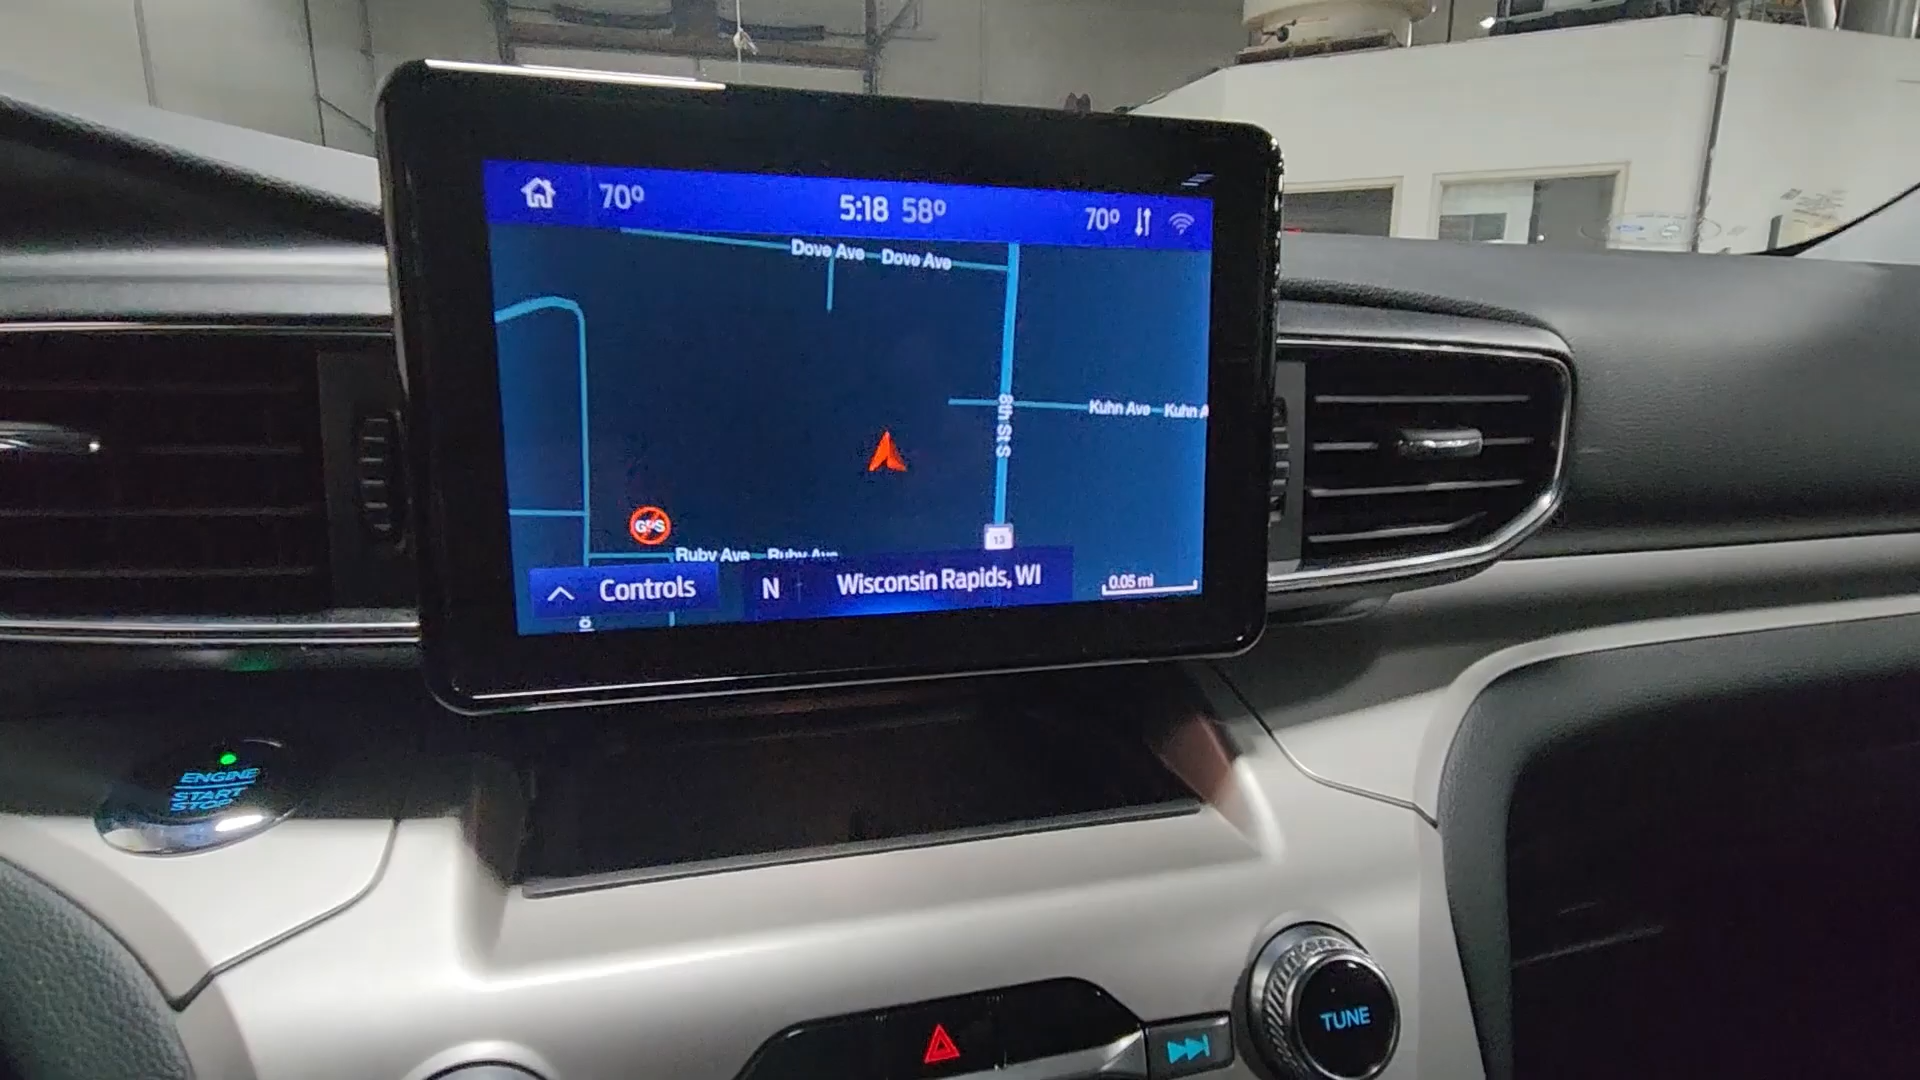 70° 5:18 58° 70°
Dove Ave Dove Ave
8th St S
Kuhn Ave Kuhn A
GPS
13
Ruby Ave Ruby Ave
Controls N Wisconsin Rapids, WI 0.05 mi
ENGINE
START
STOP
TUNE